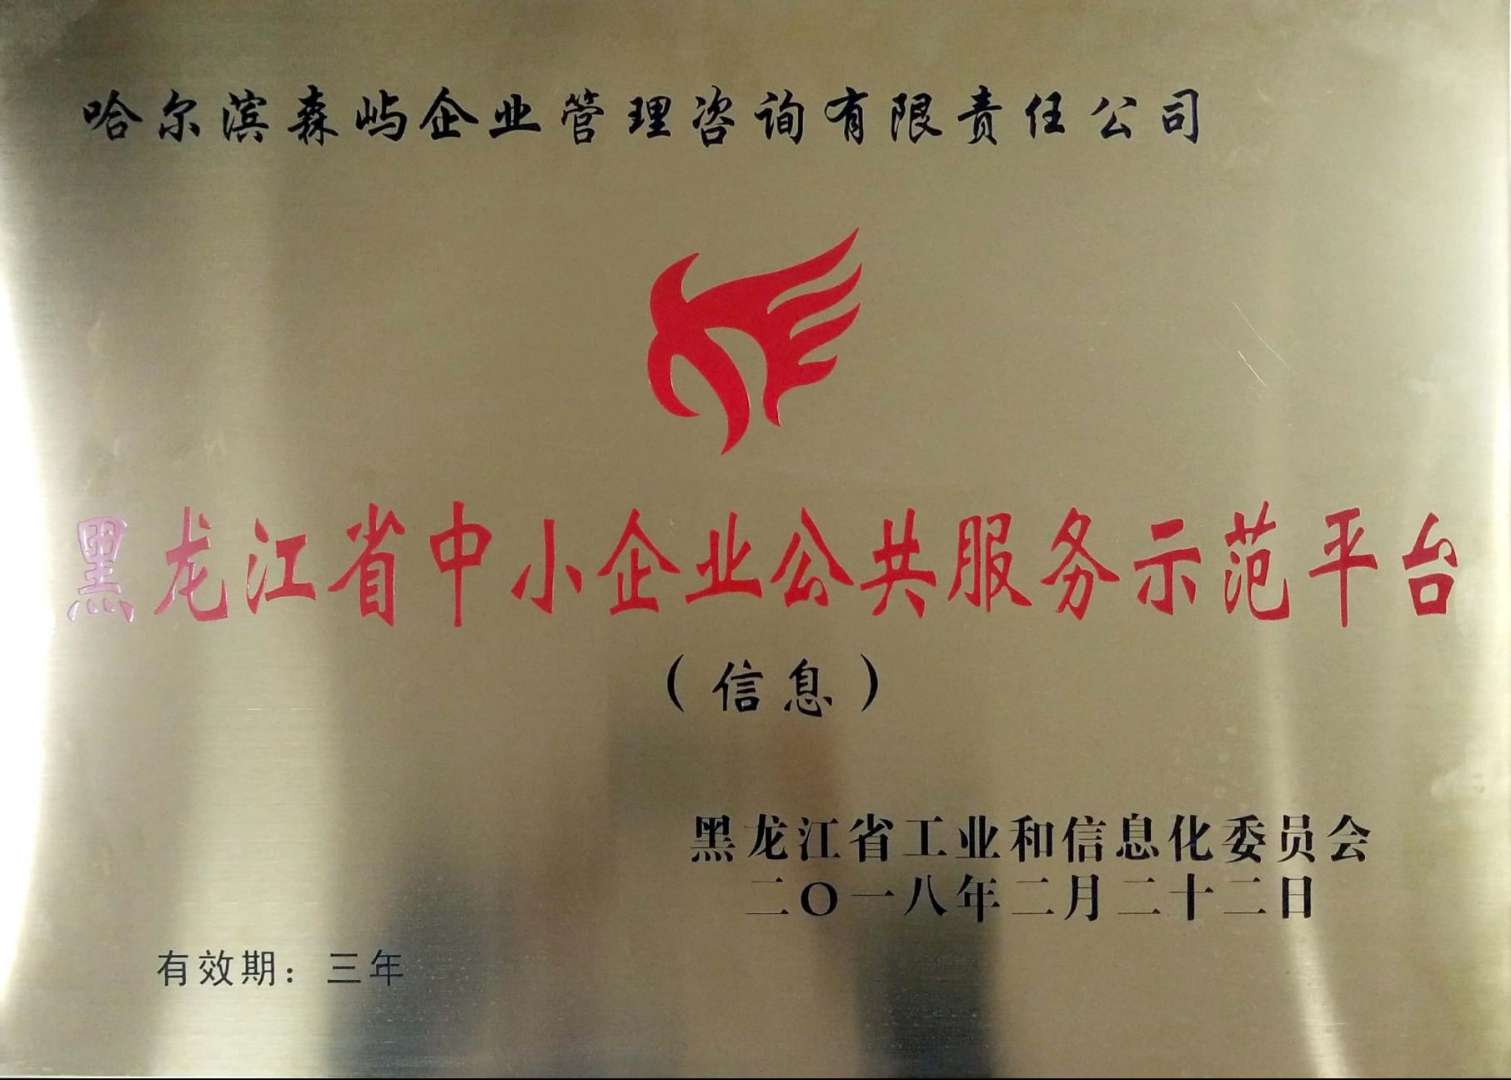 哈尔滨森屿企业管理咨询有限责任公司
黑龙江省中小企业公共服务示范平台
（信息）
黑龙江省工业和信息化委员会
二〇一八年二月二十二日
有效期：三年